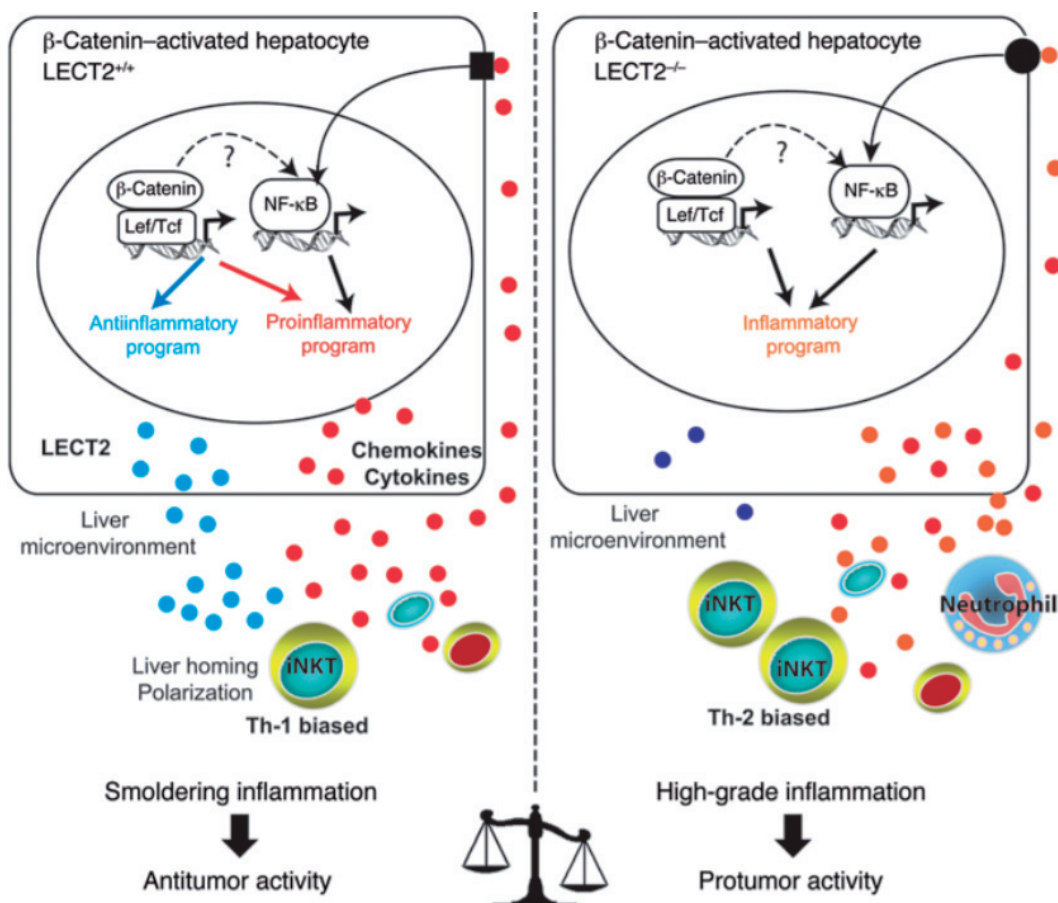 β-Catenin–activated hepatocyte
LECT2+/+
?
β-Catenin
Lef/Tcf
NF-κB
Antiinflammatory
program
Proinflammatory
program
LECT2
Chemokines
Cytokines
Liver
microenvironment
Liver homing
Polarization
iNKT
Th-1 biased
Smoldering inflammation
Antitumor activity
β-Catenin–activated hepatocyte
LECT2−/−
?
β-Catenin
Lef/Tcf
NF-κB
Inflammatory
program
Liver
microenvironment
iNKT
iNKT
Neutrophil
Th-2 biased
High-grade inflammation
Protumor activity